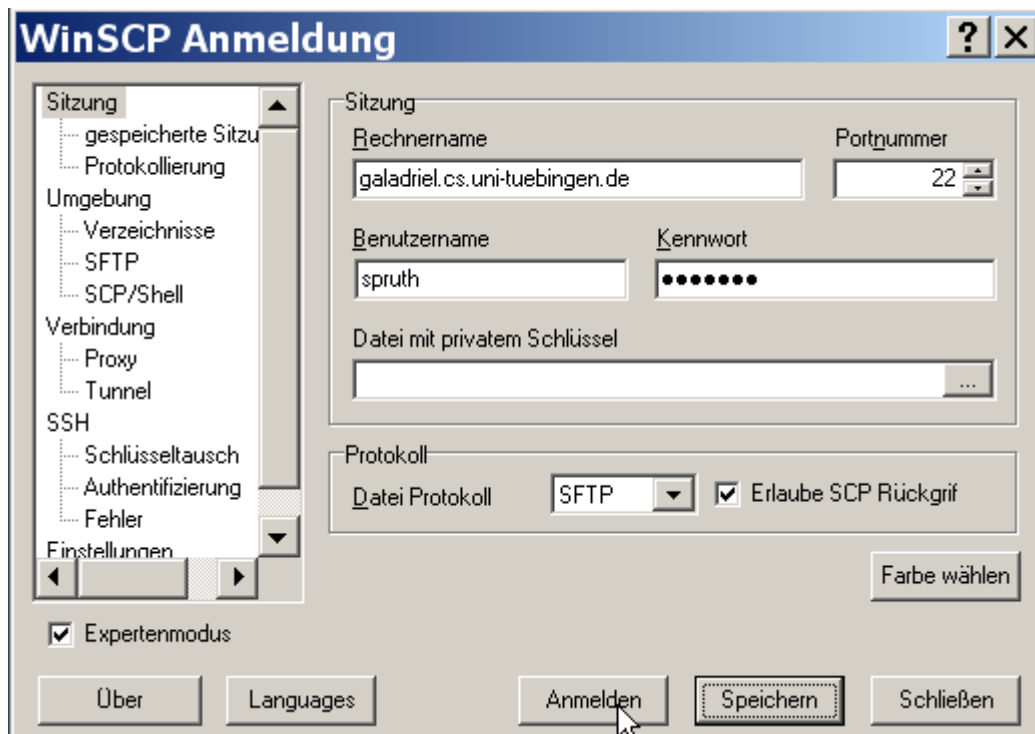 WinSCP Anmeldung
Sitzung
gespeicherte Sitzu
Protokollierung
Umgebung
Verzeichnisse
SFTP
SCP/Shell
Verbindung
Proxy
Tunnel
SSH
Schlüsseltausch
Authentifizierung
Fehler
Einstellungen
Expertenmodus
Sitzung
Rechnername Portnummer
galadriel.cs.uni-tuebingen.de 22
Benutzername Kennwort
spruth ●●●●●●●
Datei mit privatem Schlüssel
...
Protokoll
Datei Protokoll SFTP Erlaube SCP Rückgrif
Farbe wählen
Über Languages Anmelden Speichern Schließen